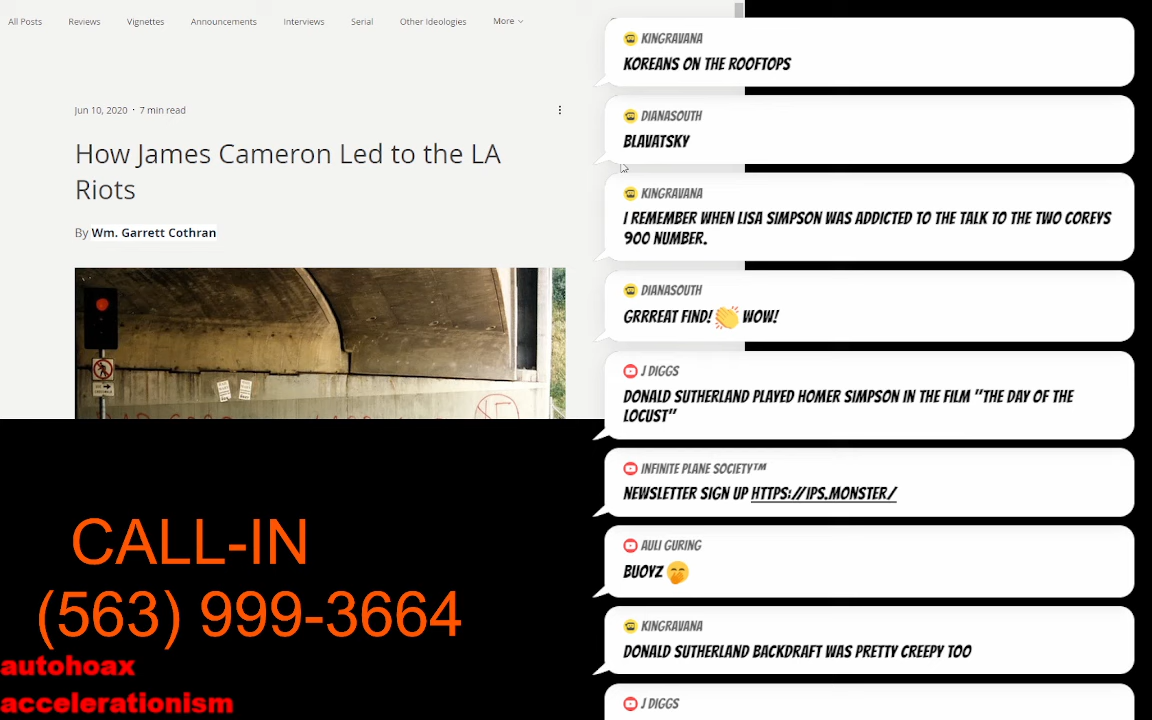 All Posts Reviews Vignettes Announcements Interviews Serial Other Ideologies More
Jun 10, 2020 · 7 min read
How James Cameron Led to the LA
Riots
By Wm. Garrett Cothran
CALL-IN
(563) 999-3664
autohoax
accelerationism
KINGRAVANA
KOREANS ON THE ROOFTOPS
DIANASOUTH
BLAVATSKY
KINGRAVANA
I REMEMBER WHEN LISA SIMPSON WAS ADDICTED TO THE TALK TO THE TWO COREYS
900 NUMBER.
DIANASOUTH
GRRREAT FIND! 👏 WOW!
J DIGGS
DONALD SUTHERLAND PLAYED HOMER SIMPSON IN THE FILM "THE DAY OF THE
LOCUST"
INFINITE PLANE SOCIETY™
NEWSLETTER SIGN UP HTTPS://IPS.MONSTER/
AULI GURING
BUOYZ 🤭
KINGRAVANA
DONALD SUTHERLAND BACKDRAFT WAS PRETTY CREEPY TOO
J DIGGS